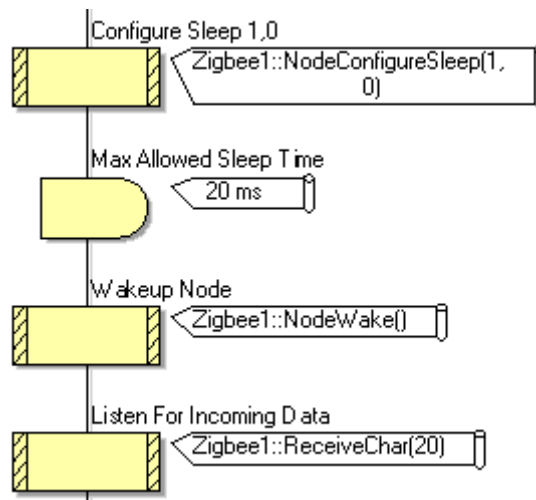 Configure Sleep 1,0
Zigbee1::NodeConfigureSleep(1,
0)
Max Allowed Sleep Time
20 ms
Wakeup Node
Zigbee1::NodeWake()
Listen For Incoming Data
Zigbee1::ReceiveChar(20)